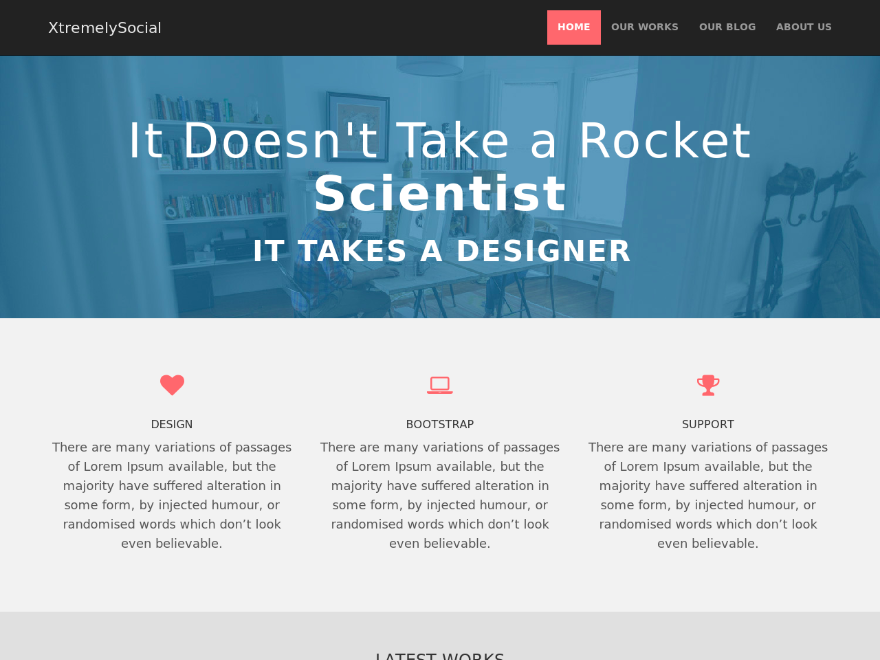 XtremelySocial
HOME
OUR WORKS
OUR BLOG
ABOUT US
It Doesn't Take a Rocket
Scientist
IT TAKES A DESIGNER
DESIGN
There are many variations of passages
of Lorem Ipsum available, but the
majority have suffered alteration in
some form, by injected humour, or
randomised words which don’t look
even believable.
BOOTSTRAP
There are many variations of passages
of Lorem Ipsum available, but the
majority have suffered alteration in
some form, by injected humour, or
randomised words which don’t look
even believable.
SUPPORT
There are many variations of passages
of Lorem Ipsum available, but the
majority have suffered alteration in
some form, by injected humour, or
randomised words which don’t look
even believable.
LATEST WORKS